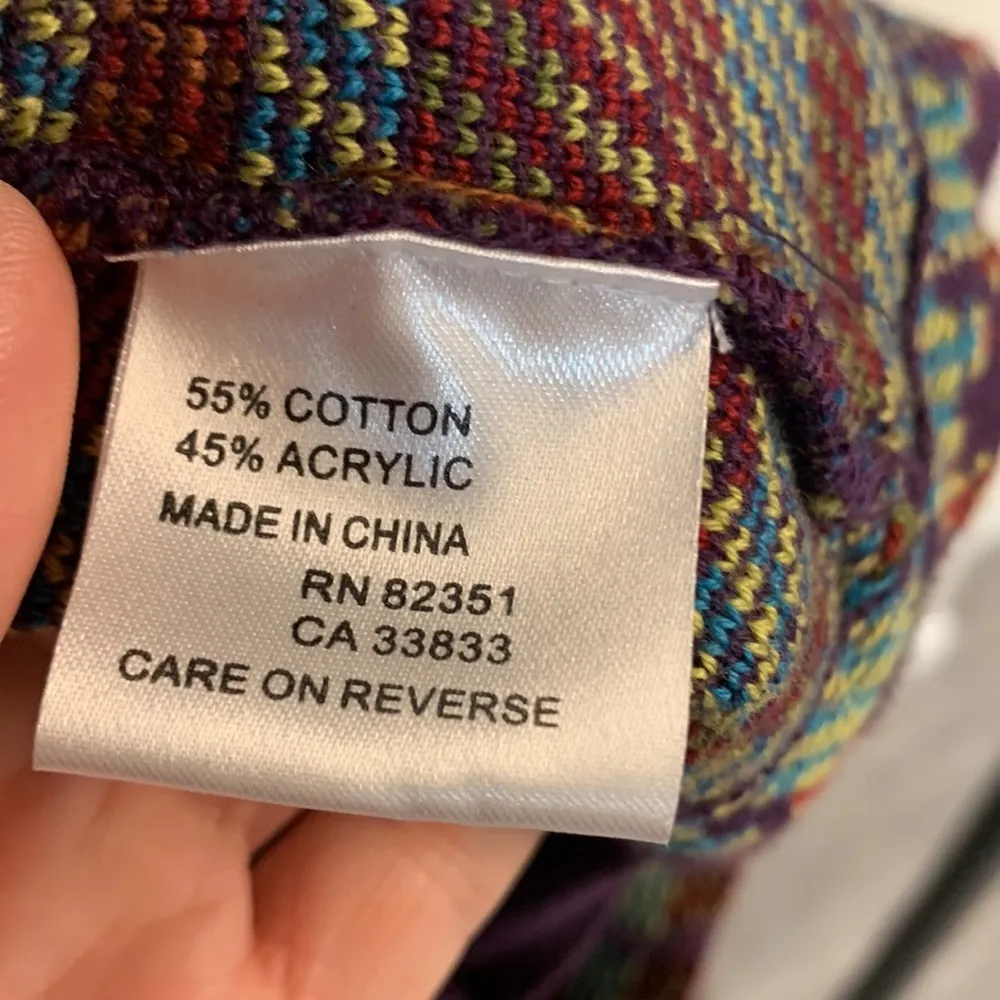 55% COTTON
45% ACRYLIC
MADE IN CHINA
RN 82351
CA 33833
CARE ON REVERSE